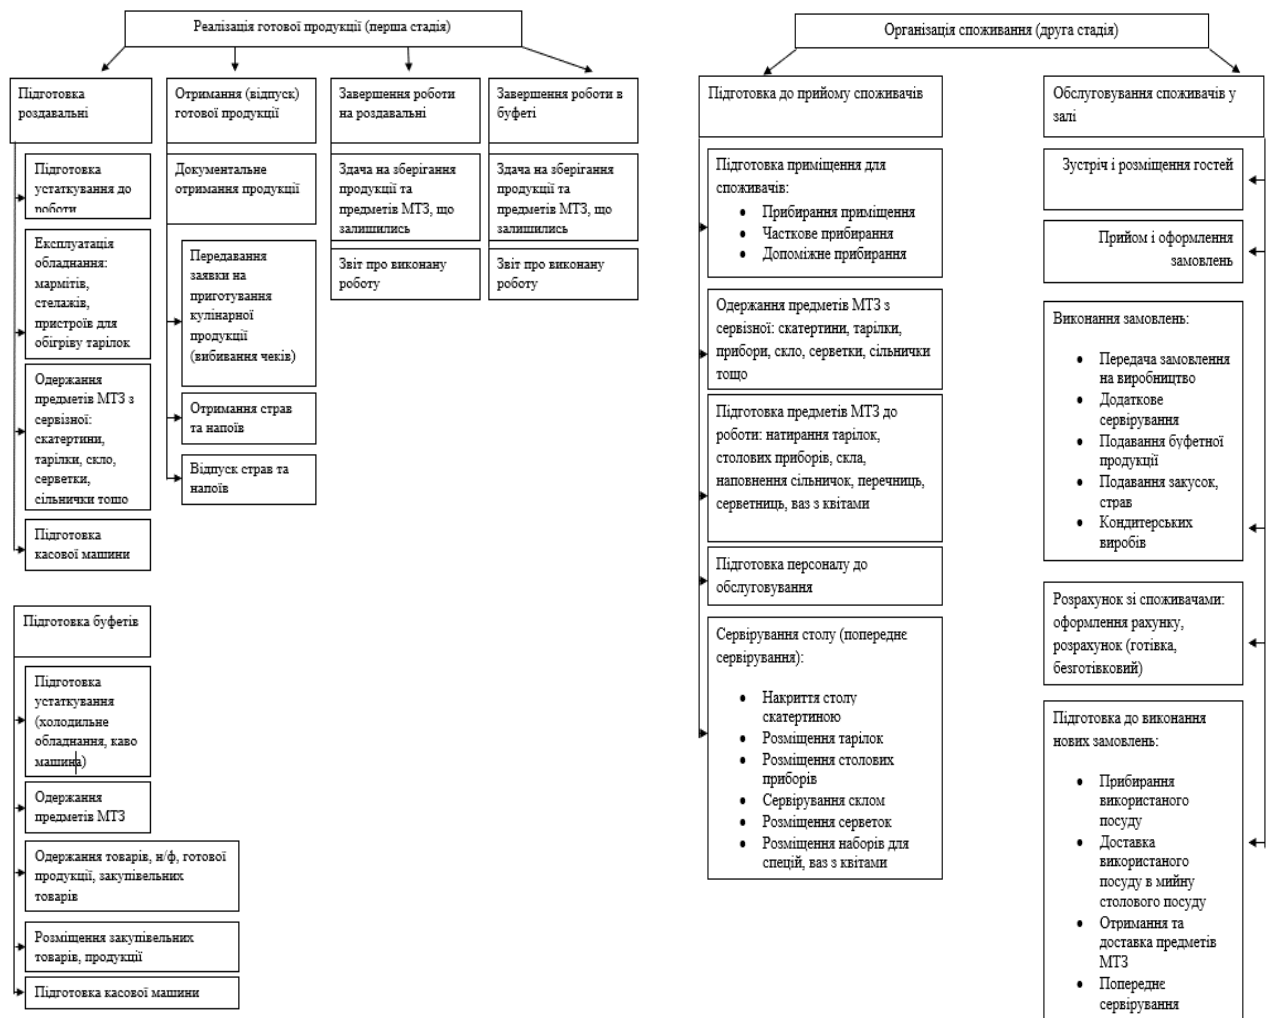 Реалізація готової продукції (перша стадія)
Підготовка
роздавальні
Підготовка
устаткування до
роботи
Експлуатація
обладнання:
мармітів,
стелажів,
пристроїв для
обігріву тарілок
Одержання
предметів МТЗ з
сервізної:
скатертини,
тарілки, скло,
серветки,
сільнички тощо
Підготовка
касової машини
Підготовка буфетів
Підготовка
устаткування
(холодильне
обладнання, каво
машина)
Одержання
предметів МТЗ
Одержання товарів, н/ф, готової
продукції, закупівельних
товарів
Розміщення закупівельних
товарів, продукції
Підготовка касової машини
Отримання (відпуск)
готової продукції
Документальне
отримання продукції
Передавання
заявки на
приготування
кулінарної
продукції
(вибивання чеків)
Отримання страв
та напоїв
Відпуск страв та
напоїв
Завершення роботи
на роздавальні
Здача на зберігання
продукції та
предметів МТЗ, що
залишились
Звіт про виконану
роботу
Завершення роботи в
буфеті
Здача на зберігання
продукції та
предметів МТЗ, що
залишились
Звіт про виконану
роботу
Організація споживання (друга стадія)
Підготовка до прийому споживачів
Підготовка приміщення для
споживачів:
• Прибирання приміщення
• Часткове прибирання
• Допоміжне прибирання
Одержання предметів МТЗ з
сервізної: скатертини, тарілки,
прибори, скло, серветки, сільнички
тощо
Підготовка предметів МТЗ до
роботи: натирання тарілок,
столових приборів, скла,
наповнення сільничок, перечниць,
серветниць, ваз з квітами
Підготовка персоналу до
обслуговування
Сервірування столу (попереднє
сервірування):
• Накриття столу
скатертиною
• Розміщення тарілок
• Розміщення столових
приборів
• Сервірування склом
• Розміщення серветок
• Розміщення наборів для
спецій, ваз з квітами
Обслуговування споживачів у
залі
Зустріч і розміщення гостей
Прийом і оформлення
замовлень
Виконання замовлень:
• Передача замовлення
на виробництво
• Додаткове
сервірування
• Подавання буфетної
продукції
• Подавання закусок,
страв
• Кондитерських
виробів
Розрахунок зі споживачами:
оформлення рахунку,
розрахунок (готівка,
безготівковий)
Підготовка до виконання
нових замовлень:
• Прибирання
використаного
посуду
• Доставка
використаного
посуду в мийну
столового посуду
• Отримання та
доставка предметів
МТЗ
• Попереднє
сервірування